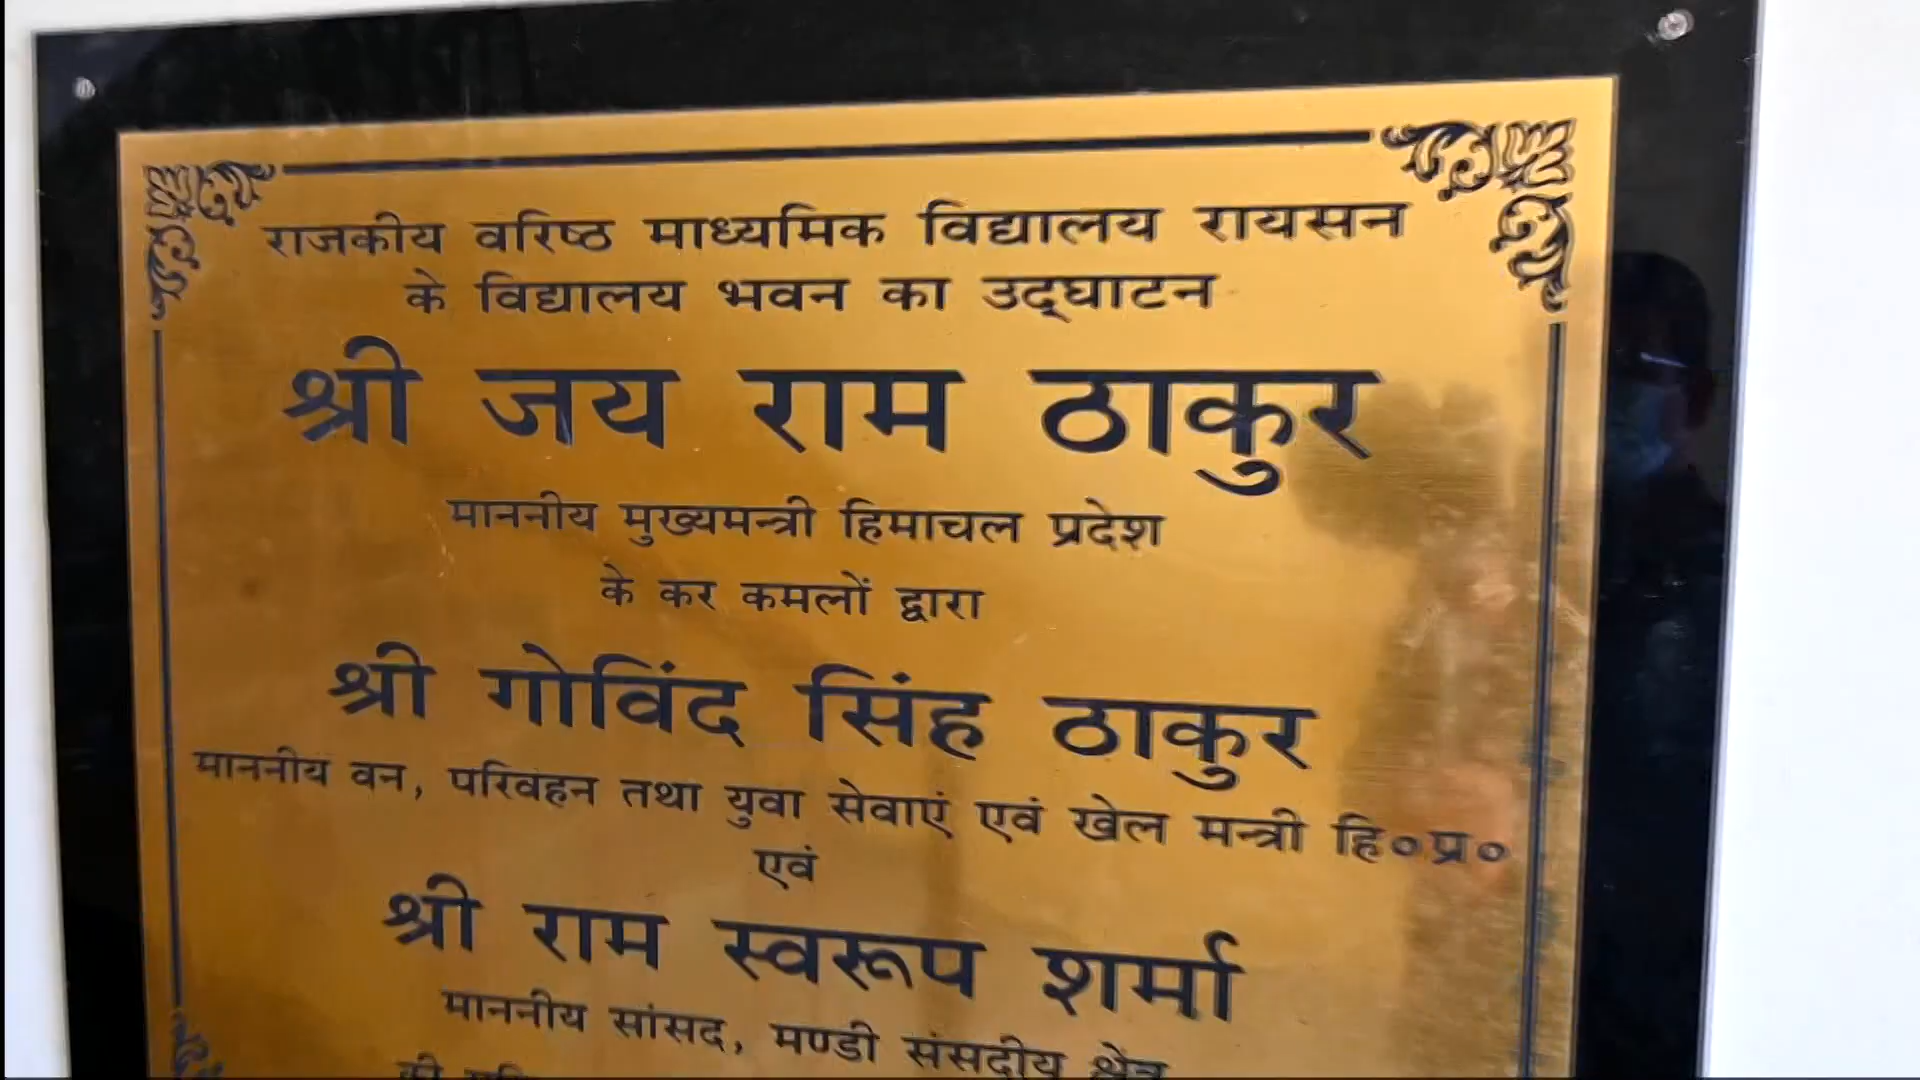 राजकीय वरिष्ठ माध्यमिक विद्यालय रायसन
के विद्यालय भवन का उद्घाटन
श्री जय राम ठाकुर
माननीय मुख्यमन्त्री हिमाचल प्रदेश
के कर कमलों द्वारा
श्री गोविंद सिंह ठाकुर
माननीय वन, परिवहन तथा युवा सेवाएं एवं खेल मन्त्री हि०प्र०
एवं
श्री राम स्वरूप शर्मा
माननीय सांसद, मण्डी संसदीय क्षेत्र
की